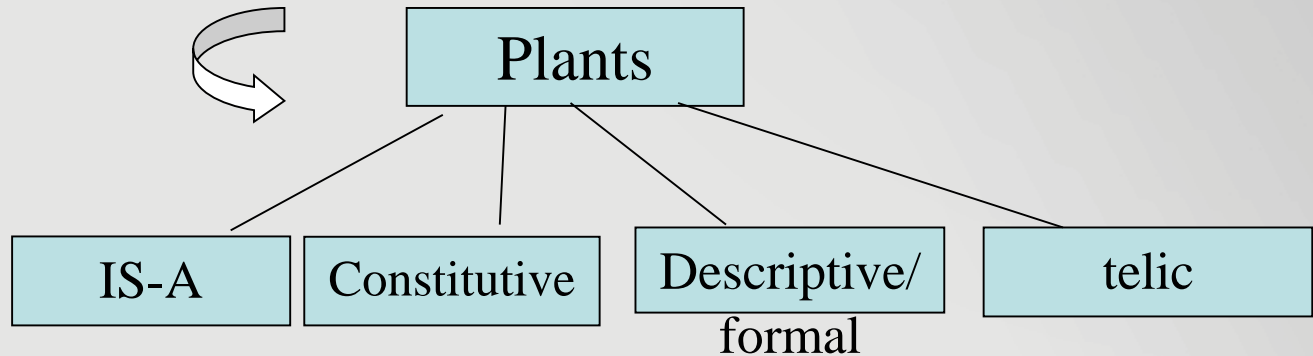 Plants
IS-A
Constitutive
Descriptive/
formal
telic